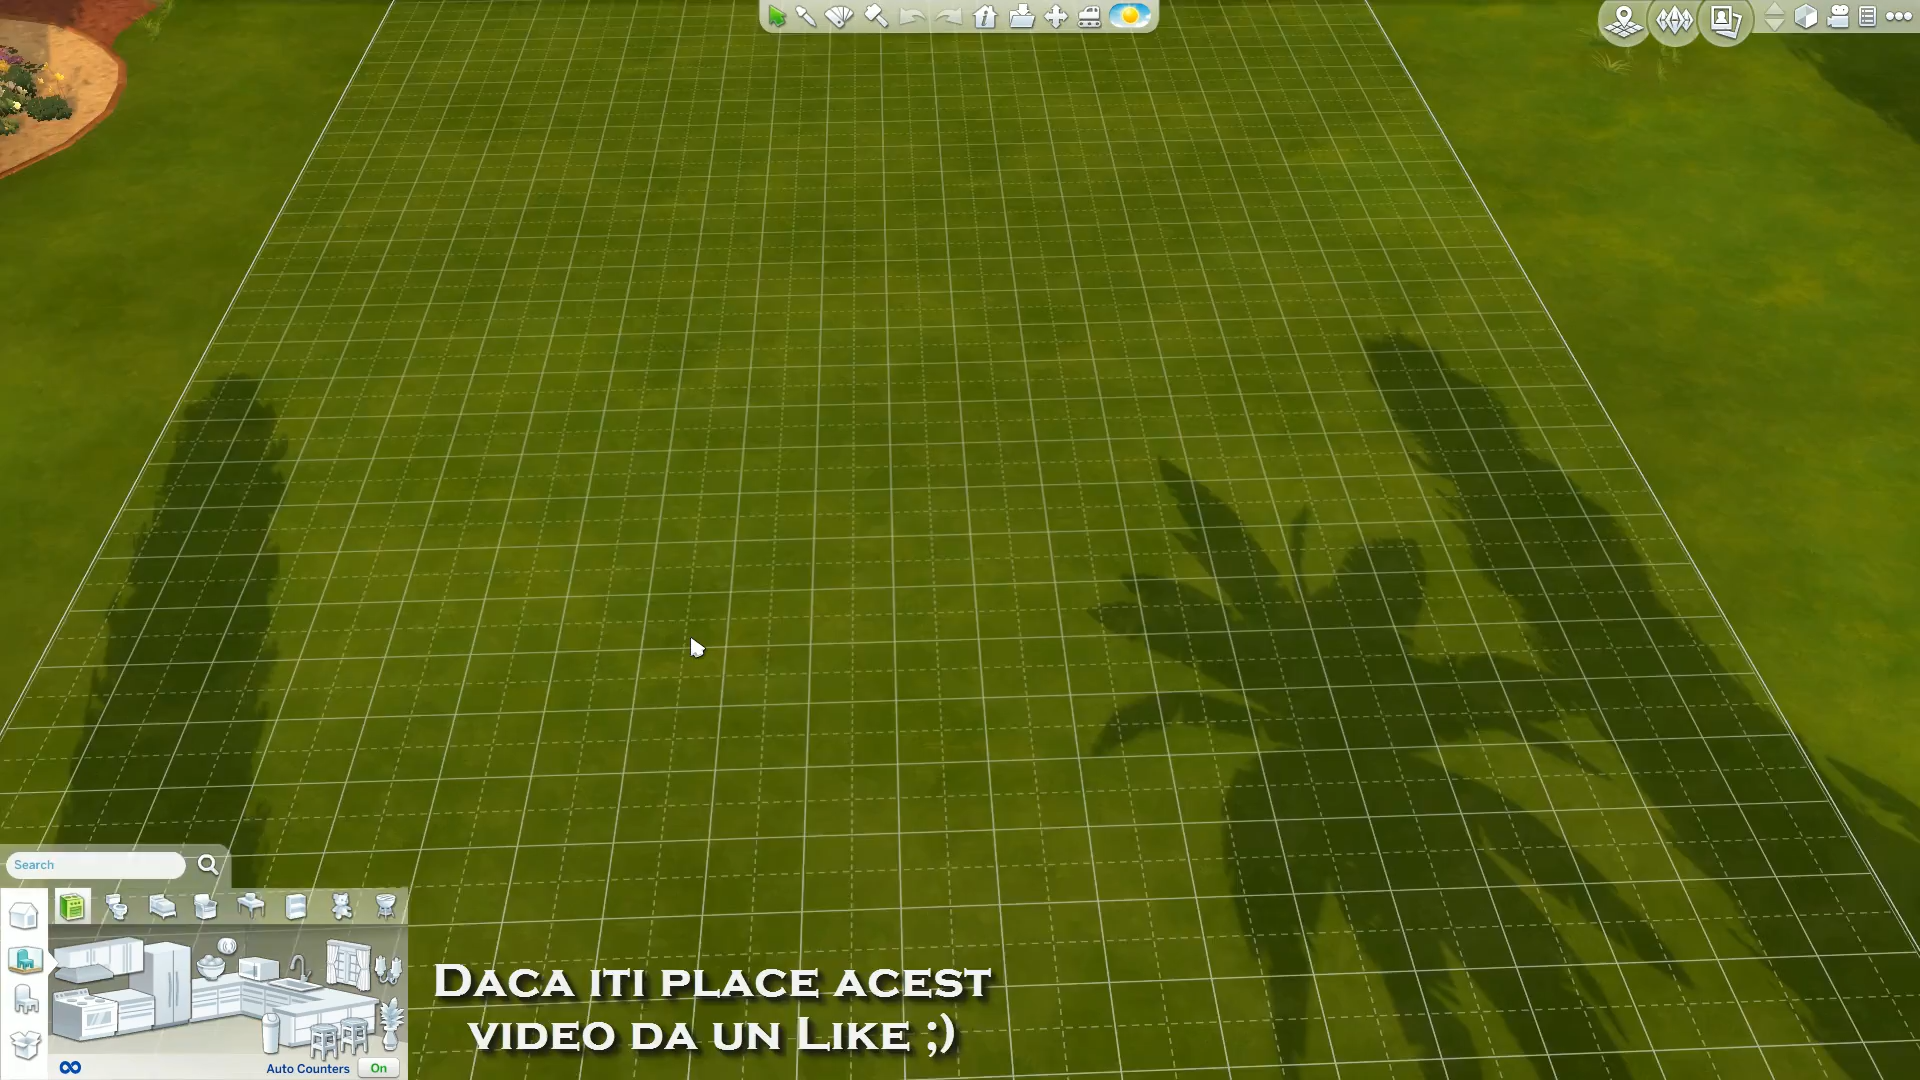 Search
Auto Counters On
Daca iti place acest
video da un Like ;)